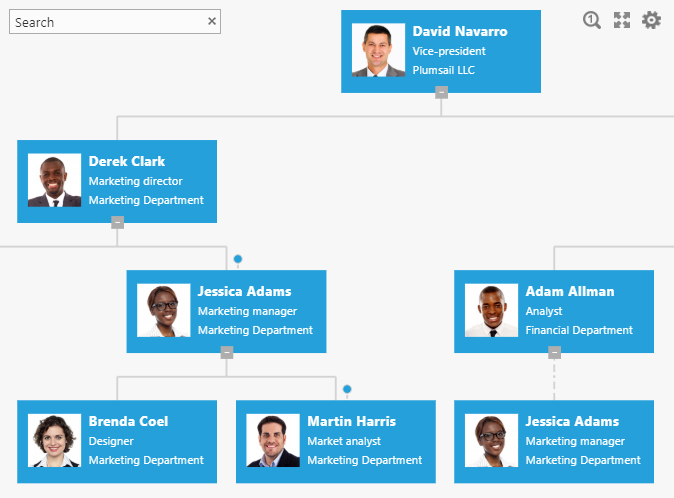 Search
David Navarro
Vice-president
Plumsail LLC
1
Derek Clark
Marketing director
Marketing Department
Jessica Adams
Marketing manager
Marketing Department
Adam Allman
Analyst
Financial Department
Brenda Coel
Designer
Marketing Department
Martin Harris
Market analyst
Marketing Department
Jessica Adams
Marketing manager
Marketing Department